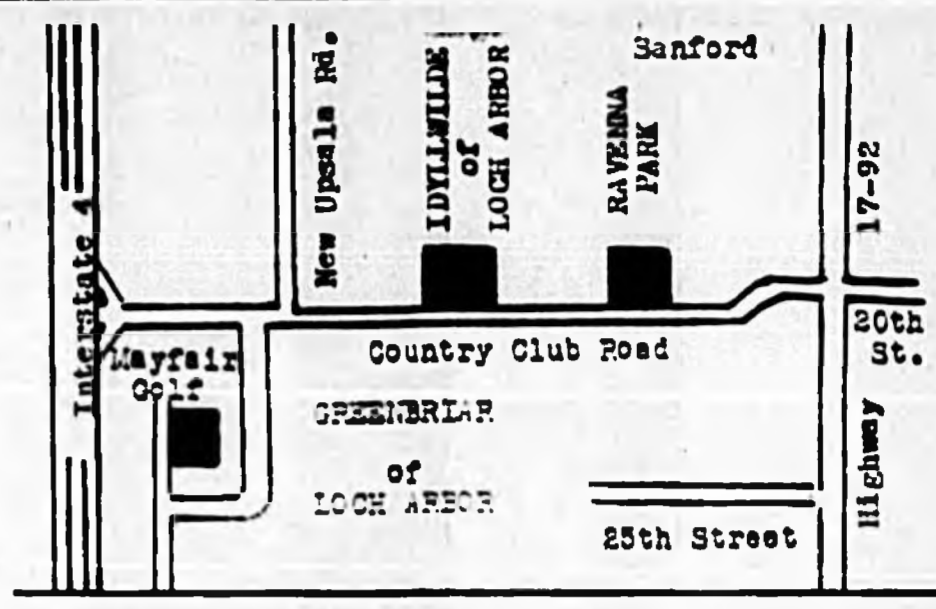 Sanford
New Upsala Rd.
IDYLLWILDE
of
LOCH ARBOR
RAVENNA
PARK
17-92
Interstate 4
Mayfair
Golf
Country Club Road
20th
St.
GREENBRIAR
of
LOCH ARBOR
Highway
25th Street